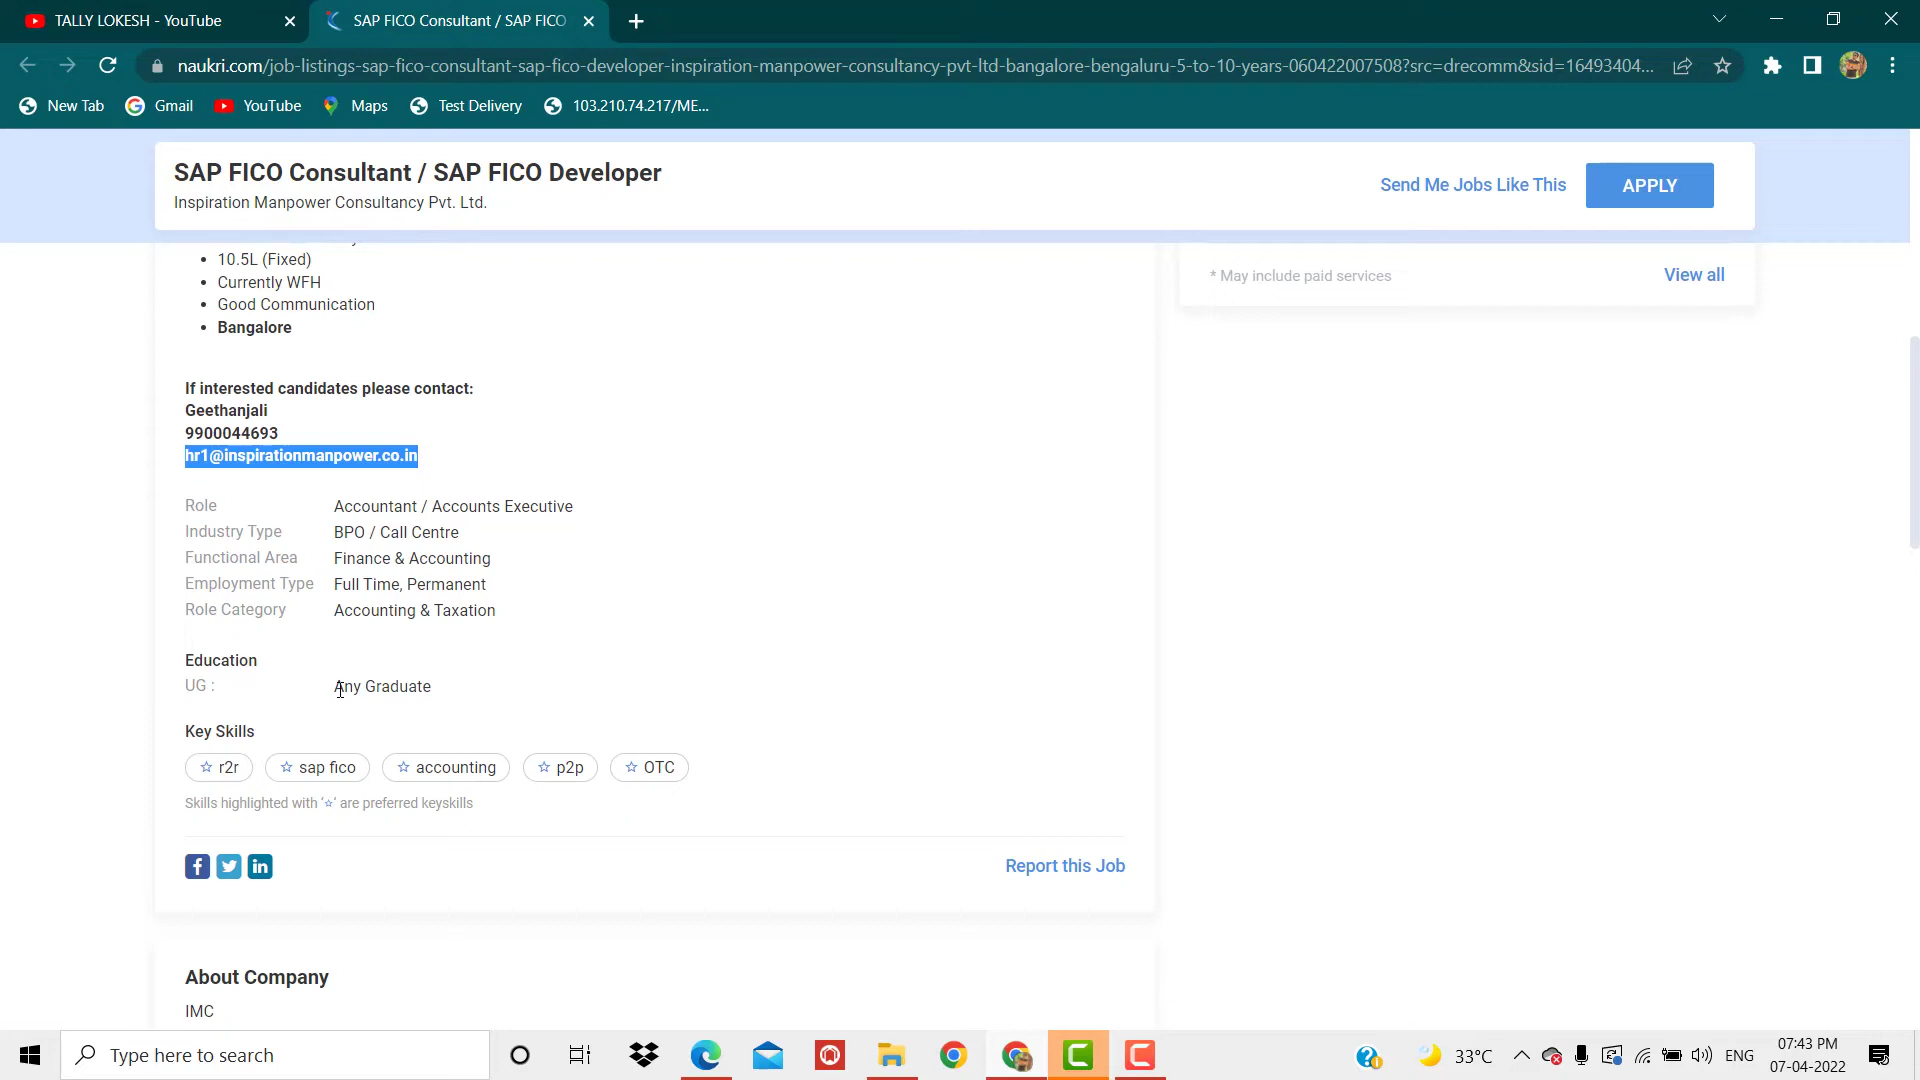 TALLY LOKESH - YouTube
SAP FICO Consultant / SAP FICO
naukri.com/job-listings-sap-fico-consultant-sap-fico-developer-inspiration-manpower-consultancy-pvt-ltd-bangalore-bengaluru-5-to-10-years-060422007508?src=drecomm&sid=16493404...
New Tab
Gmail
YouTube
Maps
Test Delivery
103.210.74.217/ME...
SAP FICO Consultant / SAP FICO Developer
Inspiration Manpower Consultancy Pvt. Ltd.
Send Me Jobs Like This
APPLY
• 10.5L (Fixed)
• Currently WFH
• Good Communication
• Bangalore
* May include paid services
View all
If interested candidates please contact:
Geethanjali
9900044693
hr1@inspirationmanpower.co.in
Role Accountant / Accounts Executive
Industry Type BPO / Call Centre
Functional Area Finance & Accounting
Employment Type Full Time, Permanent
Role Category Accounting & Taxation
Education
UG : Any Graduate
Key Skills
☆ r2r ☆ sap fico ☆ accounting ☆ p2p ☆ OTC
Skills highlighted with '☆' are preferred keyskills
Report this Job
About Company
IMC
Type here to search
33°C
ENG
07:43 PM
07-04-2022